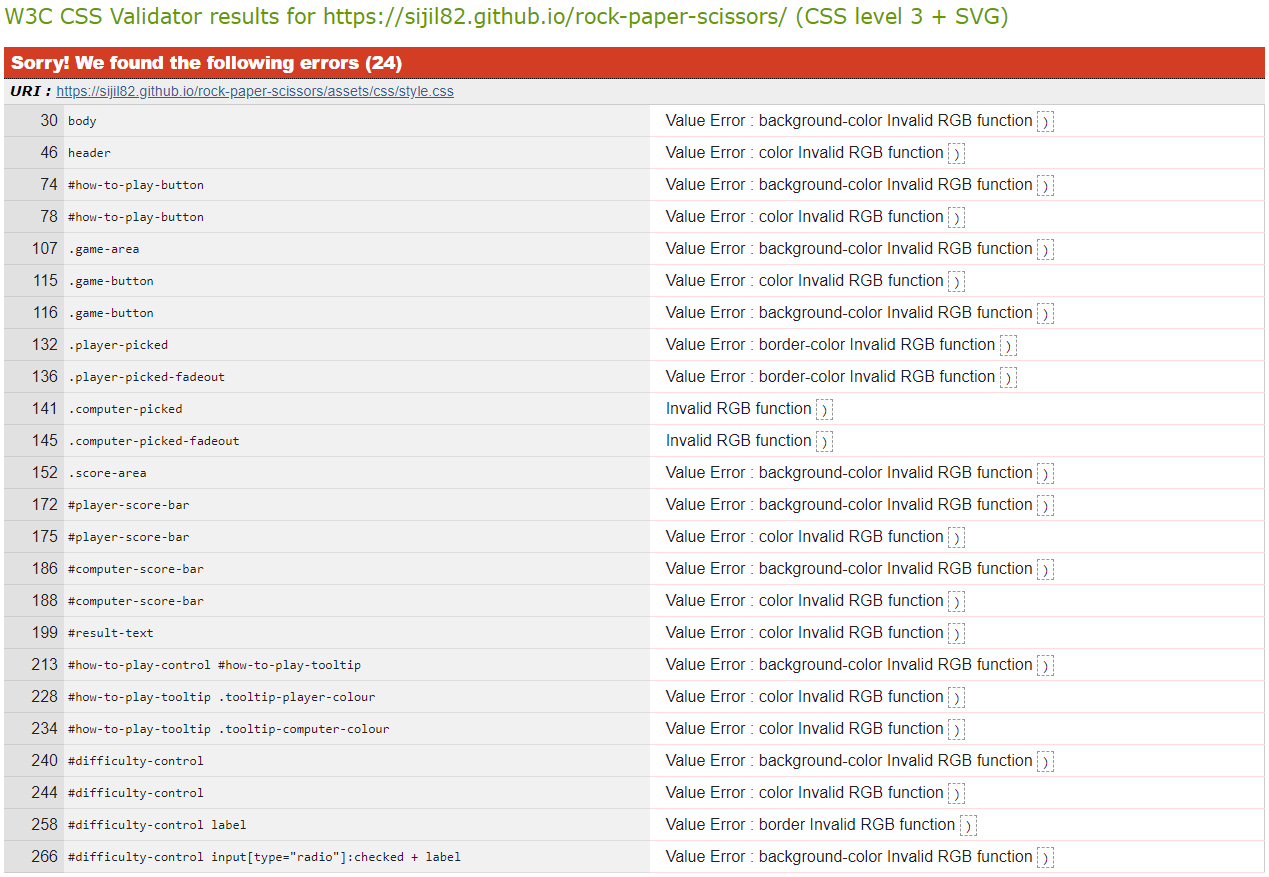 W3C CSS Validator results for https://sijil82.github.io/rock-paper-scissors/ (CSS level 3 + SVG)
Sorry! We found the following errors (24)
URI : https://sijil82.github.io/rock-paper-scissors/assets/css/style.css
30 body Value Error : background-color Invalid RGB function )
46 header Value Error : color Invalid RGB function )
74 #how-to-play-button Value Error : background-color Invalid RGB function )
78 #how-to-play-button Value Error : color Invalid RGB function )
107 .game-area Value Error : background-color Invalid RGB function )
115 .game-button Value Error : color Invalid RGB function )
116 .game-button Value Error : background-color Invalid RGB function )
132 .player-picked Value Error : border-color Invalid RGB function )
136 .player-picked-fadeout Value Error : border-color Invalid RGB function )
141 .computer-picked Invalid RGB function )
145 .computer-picked-fadeout Invalid RGB function )
152 .score-area Value Error : background-color Invalid RGB function )
172 #player-score-bar Value Error : background-color Invalid RGB function )
175 #player-score-bar Value Error : color Invalid RGB function )
186 #computer-score-bar Value Error : background-color Invalid RGB function )
188 #computer-score-bar Value Error : color Invalid RGB function )
199 #result-text Value Error : color Invalid RGB function )
213 #how-to-play-control #how-to-play-tooltip Value Error : background-color Invalid RGB function )
228 #how-to-play-tooltip .tooltip-player-colour Value Error : color Invalid RGB function )
234 #how-to-play-tooltip .tooltip-computer-colour Value Error : color Invalid RGB function )
240 #difficulty-control Value Error : background-color Invalid RGB function )
244 #difficulty-control Value Error : color Invalid RGB function )
258 #difficulty-control label Value Error : border Invalid RGB function )
266 #difficulty-control input[type="radio"]:checked + label Value Error : background-color Invalid RGB function )